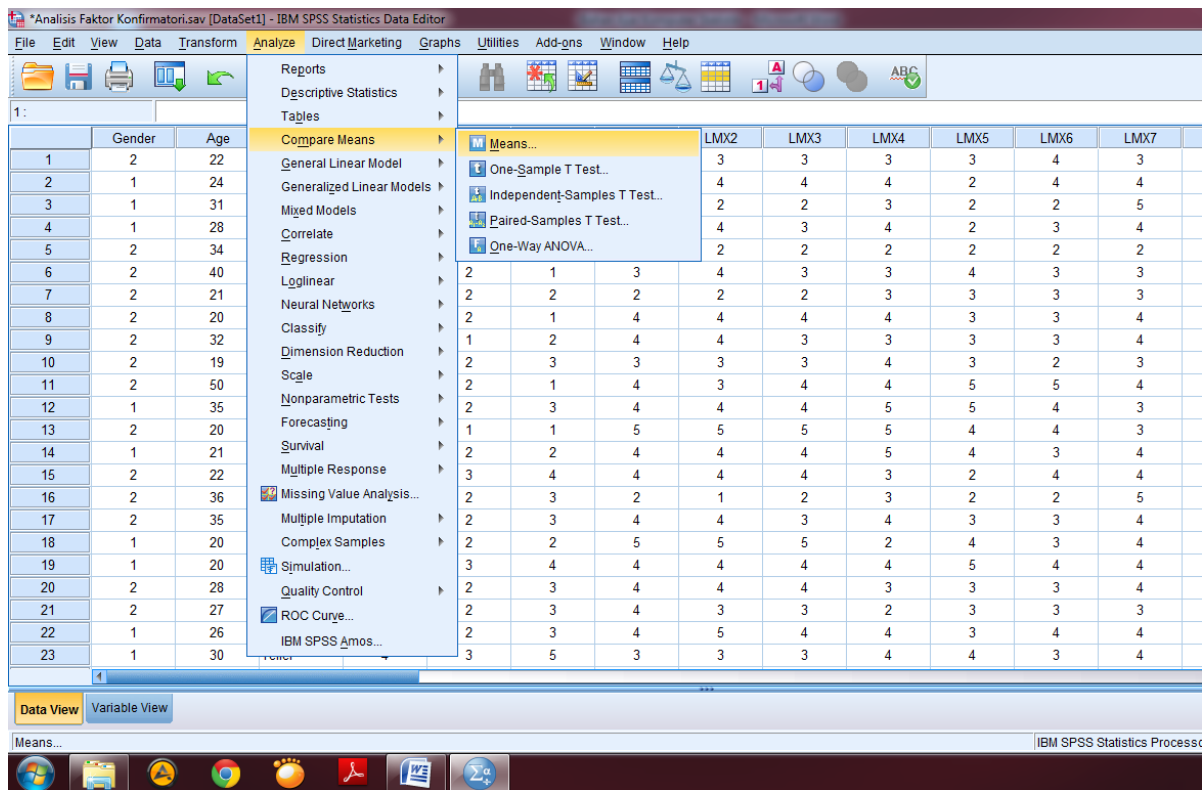 *Analisis Faktor Konfirmatori.sav [DataSet1] - IBM SPSS Statistics Data Editor
File Edit View Data Transform Analyze Direct Marketing Graphs Utilities Add-ons Window Help
A 1 ABC
1 :
Reports
Descriptive Statistics
Tables
Compare Means
General Linear Model
Generalized Linear Models
Mixed Models
Correlate
Regression
Loglinear
Neural Networks
Classify
Dimension Reduction
Scale
Nonparametric Tests
Forecasting
Survival
Multiple Response
Missing Value Analysis...
Multiple Imputation
Complex Samples
Simulation...
Quality Control
ROC Curve...
IBM SPSS Amos...
Means...
One-Sample T Test...
Independent-Samples T Test...
Paired-Samples T Test...
One-Way ANOVA...
Gender Age LMX2 LMX3 LMX4 LMX5 LMX6 LMX7
1 2 22 3 3 3 3 4 3
2 1 24 4 4 4 2 4 4
3 1 31 2 2 3 2 2 5
4 1 28 4 3 4 2 3 4
5 2 34 2 2 2 2 2 2
6 2 40 2 1 3 4 3 3 4 3 3
7 2 21 2 2 2 2 2 3 3 3 3
8 2 20 2 1 4 4 4 4 3 3 4
9 2 32 1 2 4 4 3 3 3 3 4
10 2 19 2 3 3 3 3 4 3 2 3
11 2 50 2 1 4 3 4 4 5 5 4
12 1 35 2 3 4 4 4 5 5 4 3
13 2 20 1 1 5 5 5 5 4 4 3
14 1 21 2 2 4 4 4 5 4 3 4
15 2 22 3 4 4 4 4 3 2 4 4
16 2 36 2 3 2 1 2 3 2 2 5
17 2 35 2 3 4 4 3 4 3 3 4
18 1 20 2 2 5 5 5 2 4 3 4
19 1 20 3 4 4 4 4 4 5 4 4
20 2 28 2 3 4 4 4 3 3 3 4
21 2 27 2 3 4 3 3 2 3 3 3
22 1 26 2 3 4 5 4 4 3 4 4
23 1 30 3 5 3 3 3 4 4 3 4
Data View Variable View
Means... IBM SPSS Statistics Processo